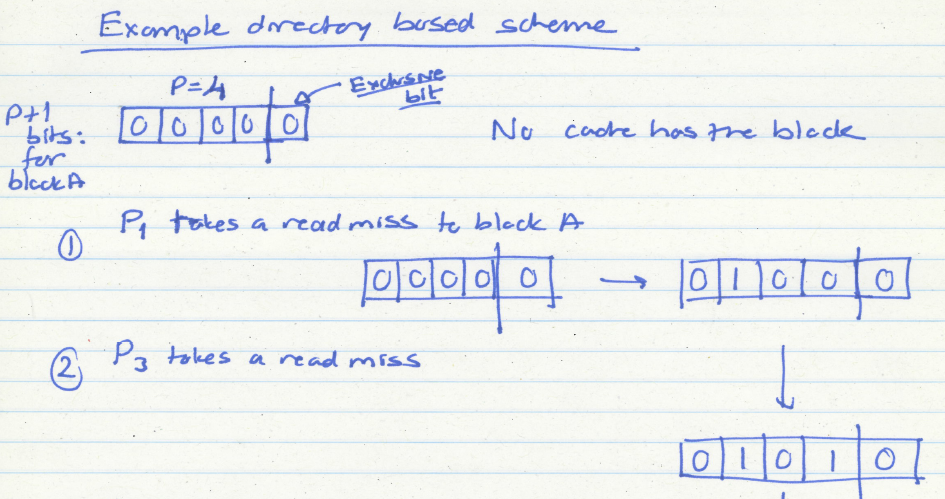 Example directory based scheme
P=4
Exclusive
bit
P+1
bits:
for
block A
0 0 0 0 0
No cache has the block
① P1 takes a read miss to block A
0 0 0 0 0 → 0 1 0 0 0
② P3 takes a read miss
↓
0 1 0 1 0